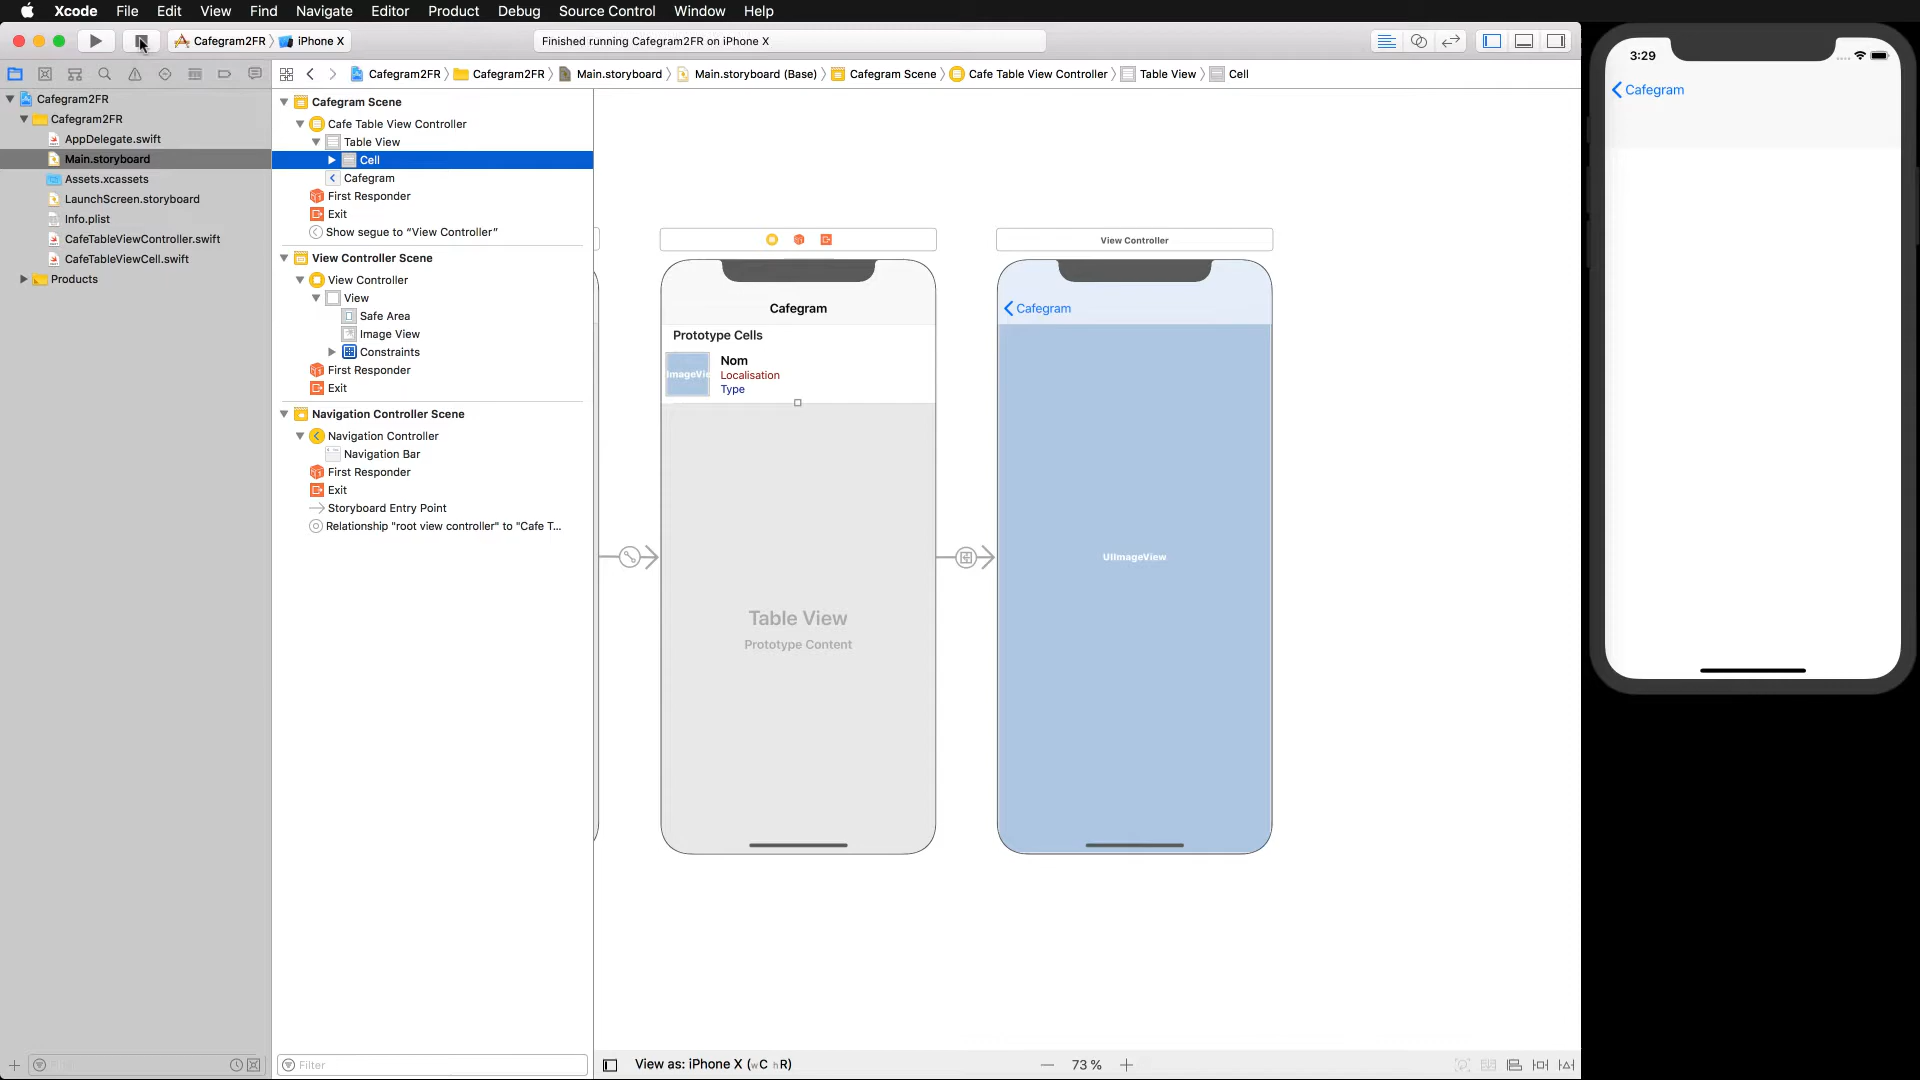 Xcode File Edit View Find Navigate Editor Product Debug Source Control Window Help
Cafegram2FR iPhone X
Finished running Cafegram2FR on iPhone X
Cafegram2FR Cafegram2FR Main.storyboard Main.storyboard (Base) Cafegram Scene Cafe Table View Controller Table View Cell
Cafegram2FR
Cafegram2FR
AppDelegate.swift
Main.storyboard
Assets.xcassets
LaunchScreen.storyboard
Info.plist
CafeTableViewController.swift
CafeTableViewCell.swift
Products
Cafegram Scene
Cafe Table View Controller
Table View
Cell
Cafegram
First Responder
Exit
Show segue to “View Controller”
View Controller Scene
View Controller
View
Safe Area
Image View
Constraints
First Responder
Exit
Navigation Controller Scene
Navigation Controller
Navigation Bar
First Responder
Exit
Storyboard Entry Point
Relationship "root view controller" to "Cafe T...
Filter
Cafegram
Prototype Cells
Nom
Localisation
Type
Table View
Prototype Content
View Controller
Cafegram
UIImageView
View as: iPhone X (wC hR)
73 %
3:29
Cafegram